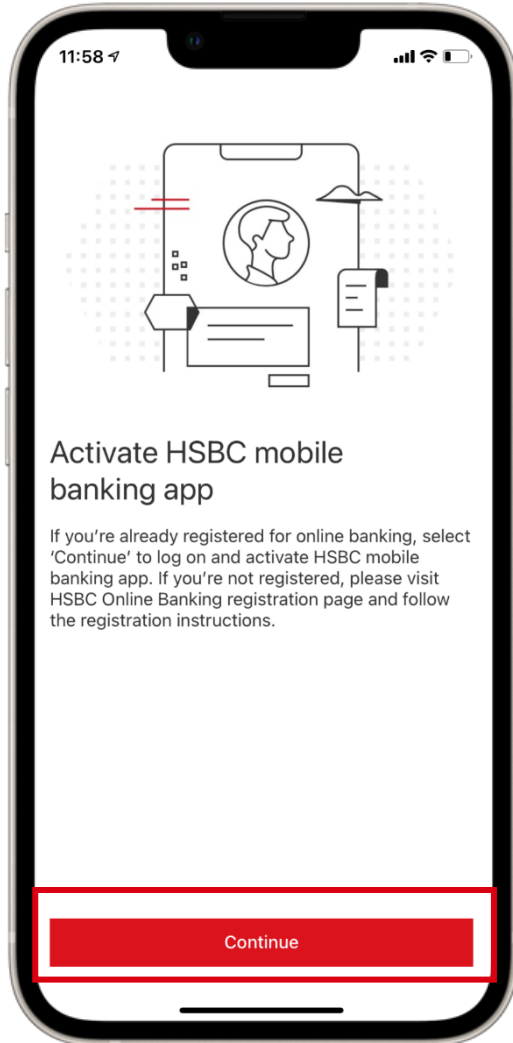 11:58
Activate HSBC mobile
banking app
If you're already registered for online banking, select
'Continue' to log on and activate HSBC mobile
banking app. If you're not registered, please visit
HSBC Online Banking registration page and follow
the registration instructions.
Continue